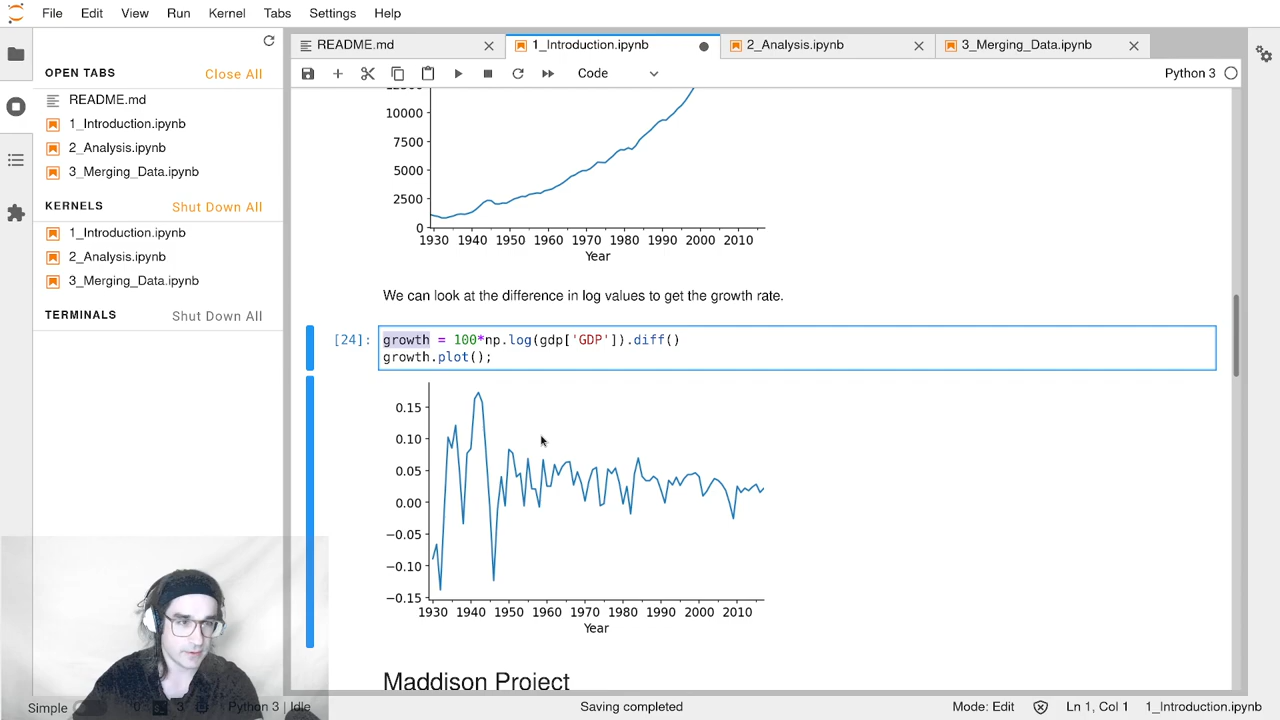 File Edit View Run Kernel Tabs Settings Help
README.md
1_Introduction.ipynb
2_Analysis.ipynb
3_Merging_Data.ipynb
Code
Python 3
OPEN TABS
Close All
README.md
1_Introduction.ipynb
2_Analysis.ipynb
3_Merging_Data.ipynb
KERNELS
Shut Down All
1_Introduction.ipynb
2_Analysis.ipynb
3_Merging_Data.ipynb
TERMINALS
Shut Down All
12500
10000
7500
5000
2500
0
1930 1940 1950 1960 1970 1980 1990 2000 2010
Year
We can look at the difference in log values to get the growth rate.
[24]:
growth = 100*np.log(gdp['GDP']).diff()
growth.plot();
0.15
0.10
0.05
0.00
−0.05
−0.10
−0.15
1930 1940 1950 1960 1970 1980 1990 2000 2010
Year
Maddison Project
Simple 0 3 Python 3 | Idle Saving completed Mode: Edit Ln 1, Col 1 1_Introduction.ipynb